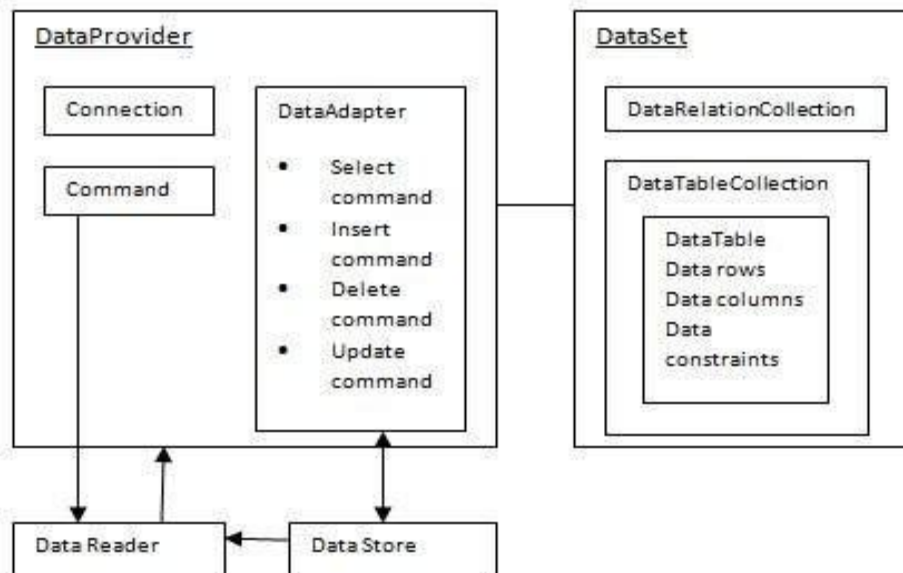 DataProvider
Connection
Command
DataAdapter
• Select
command
• Insert
command
• Delete
command
• Update
command
DataSet
DataRelationCollection
DataTableCollection
DataTable
Data rows
Data columns
Data
constraints
Data Reader
Data Store